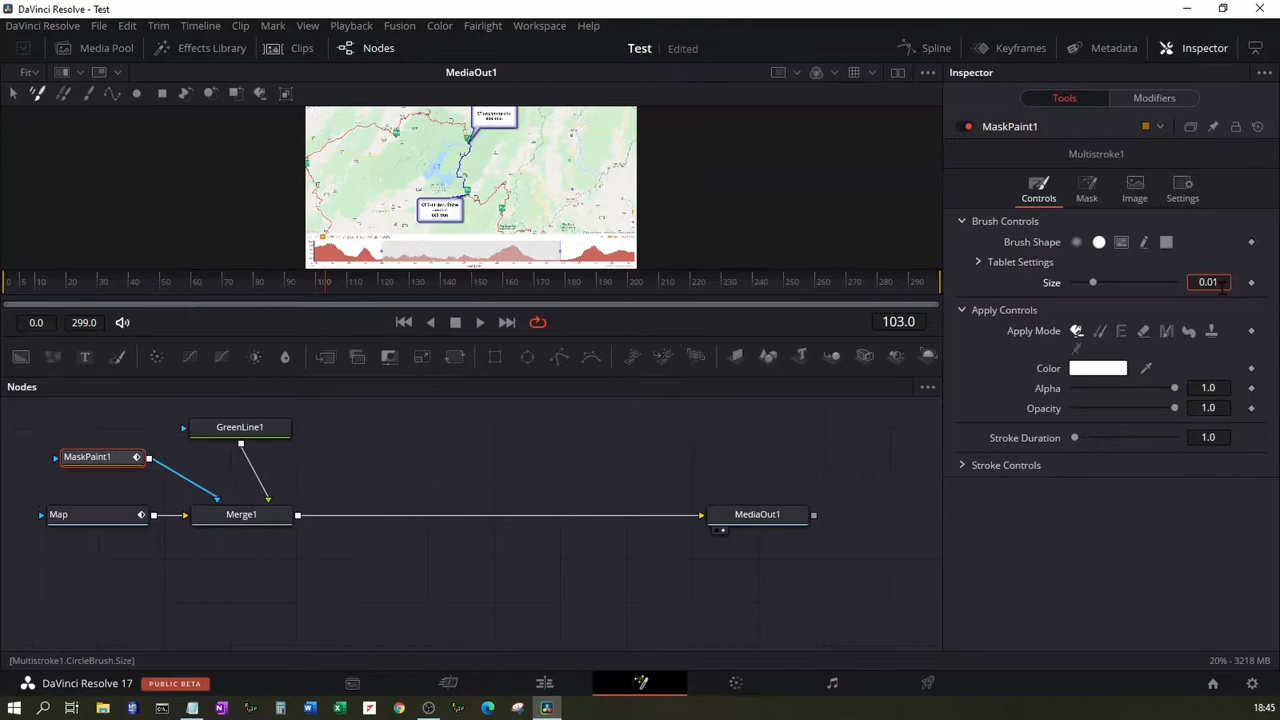 DaVinci Resolve - Test
DaVinci Resolve File Edit Trim Timeline Clip Mark View Playback Fusion Color Fairlight Workspace Help
Media Pool Effects Library Clips Nodes Test Edited Spline Keyframes Metadata Inspector
Fit MediaOut1 Inspector
Tools Modifiers
MaskPaint1
Multistroke1
Controls Mask Image Settings
Brush Controls
Brush Shape
Tablet Settings
Size 0.01
Apply Controls
Apply Mode
Color
Alpha 1.0
Opacity 1.0
Stroke Duration 1.0
Stroke Controls
0 10 20 30 40 50 60 70 80 90 100 110 120 130 140 150 160 170 180 190 200 210 220 230 240 250 260 270 280 290
0.0 299.0 103.0
T T
Nodes
GreenLine1
MaskPaint1
Map Merge1 MediaOut1
[Multistroke1.CircleBrush.Size] 20% - 3218 MB
DaVinci Resolve 17 PUBLIC BETA
18:45